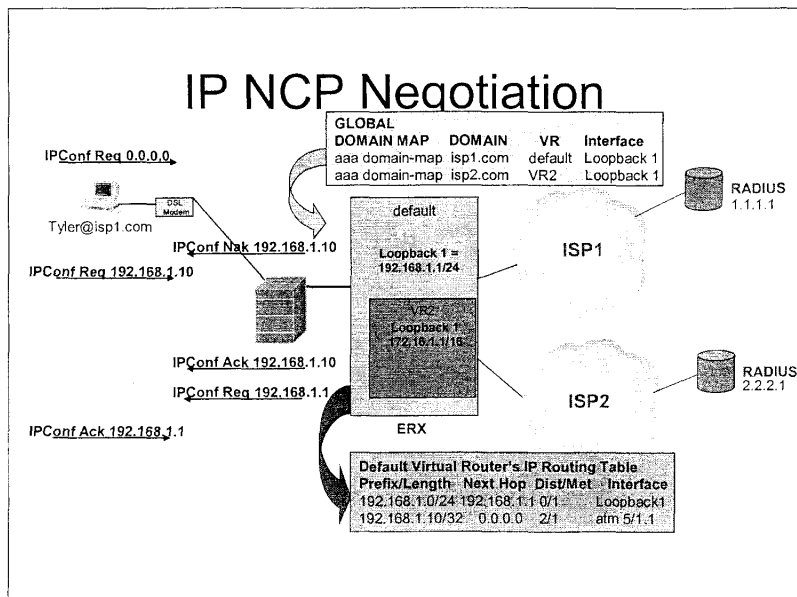 IP NCP Negotiation
GLOBAL
DOMAIN MAP DOMAIN VR Interface
aaa domain-map isp1.com default Loopback 1
aaa domain-map isp2.com VR2 Loopback 1
IPConf Req 0.0.0.0
DSL
Modem
Tyler@isp1.com
IPConf Nak 192.168.1.10
IPConf Req 192.168.1.10
default
Loopback 1 =
192.168.1.1/24
VR2
Loopback 1
172.16.1.1/16
ISP1
RADIUS
1.1.1.1
IPConf Ack 192.168.1.10
IPConf Req 192.168.1.1
IPConf Ack 192.168.1.1
ERX
ISP2
RADIUS
2.2.2.1
Default Virtual Router's IP Routing Table
Prefix/Length Next Hop Dist/Met Interface
192.168.1.0/24 192.168.1.1 0/1 Loopback1
192.168.1.10/32 0.0.0.0 2/1 atm 5/1.1